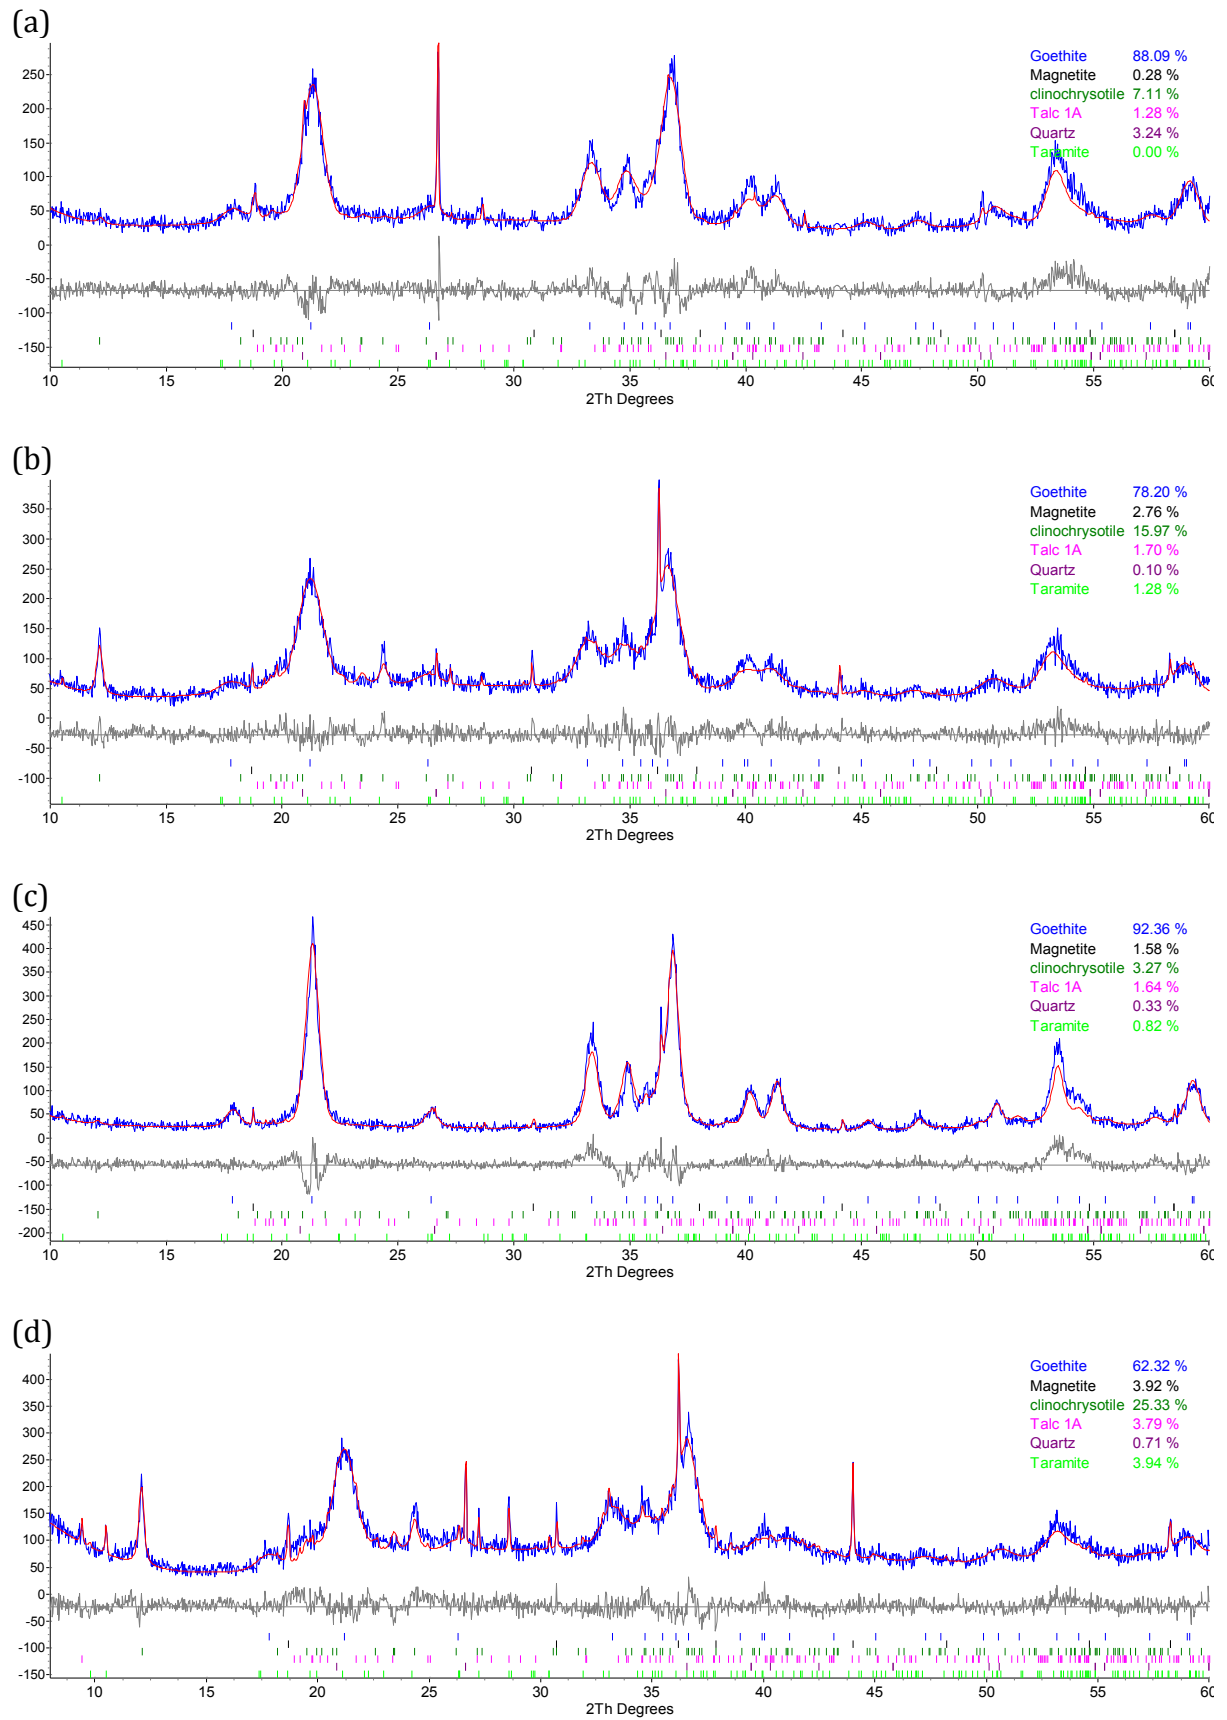 (a)
Goethite 88.09 %
250
Magnetite 0.28 %
clinochrysotile 7.11 %
200
Talc 1A 1.28 %
150
Quartz 3.24 %
Taramite 0.00 %
100
50
0
-50
-100
-150
10 15 20 25 30 35 40 45 50 55 60
2Th Degrees
(b)
Goethite 78.20 %
350
Magnetite 2.76 %
300
clinochrysotile 15.97 %
250
Talc 1A 1.70 %
Quartz 0.10 %
200
Taramite 1.28 %
150
100
50
0
-50
-100
10 15 20 25 30 35 40 45 50 55 60
2Th Degrees
(c)
450
Goethite 92.36 %
400
Magnetite 1.58 %
350
clinochrysotile 3.27 %
Talc 1A 1.64 %
300
Quartz 0.33 %
250
Taramite 0.82 %
200
150
100
50
0
-50
-100
-150
-200
10 15 20 25 30 35 40 45 50 55 60
2Th Degrees
(d)
Goethite 62.32 %
400
Magnetite 3.92 %
350
clinochrysotile 25.33 %
Talc 1A 3.79 %
300
Quartz 0.71 %
250
Taramite 3.94 %
200
150
100
50
0
-50
-100
-150
10 15 20 25 30 35 40 45 50 55 60
2Th Degrees